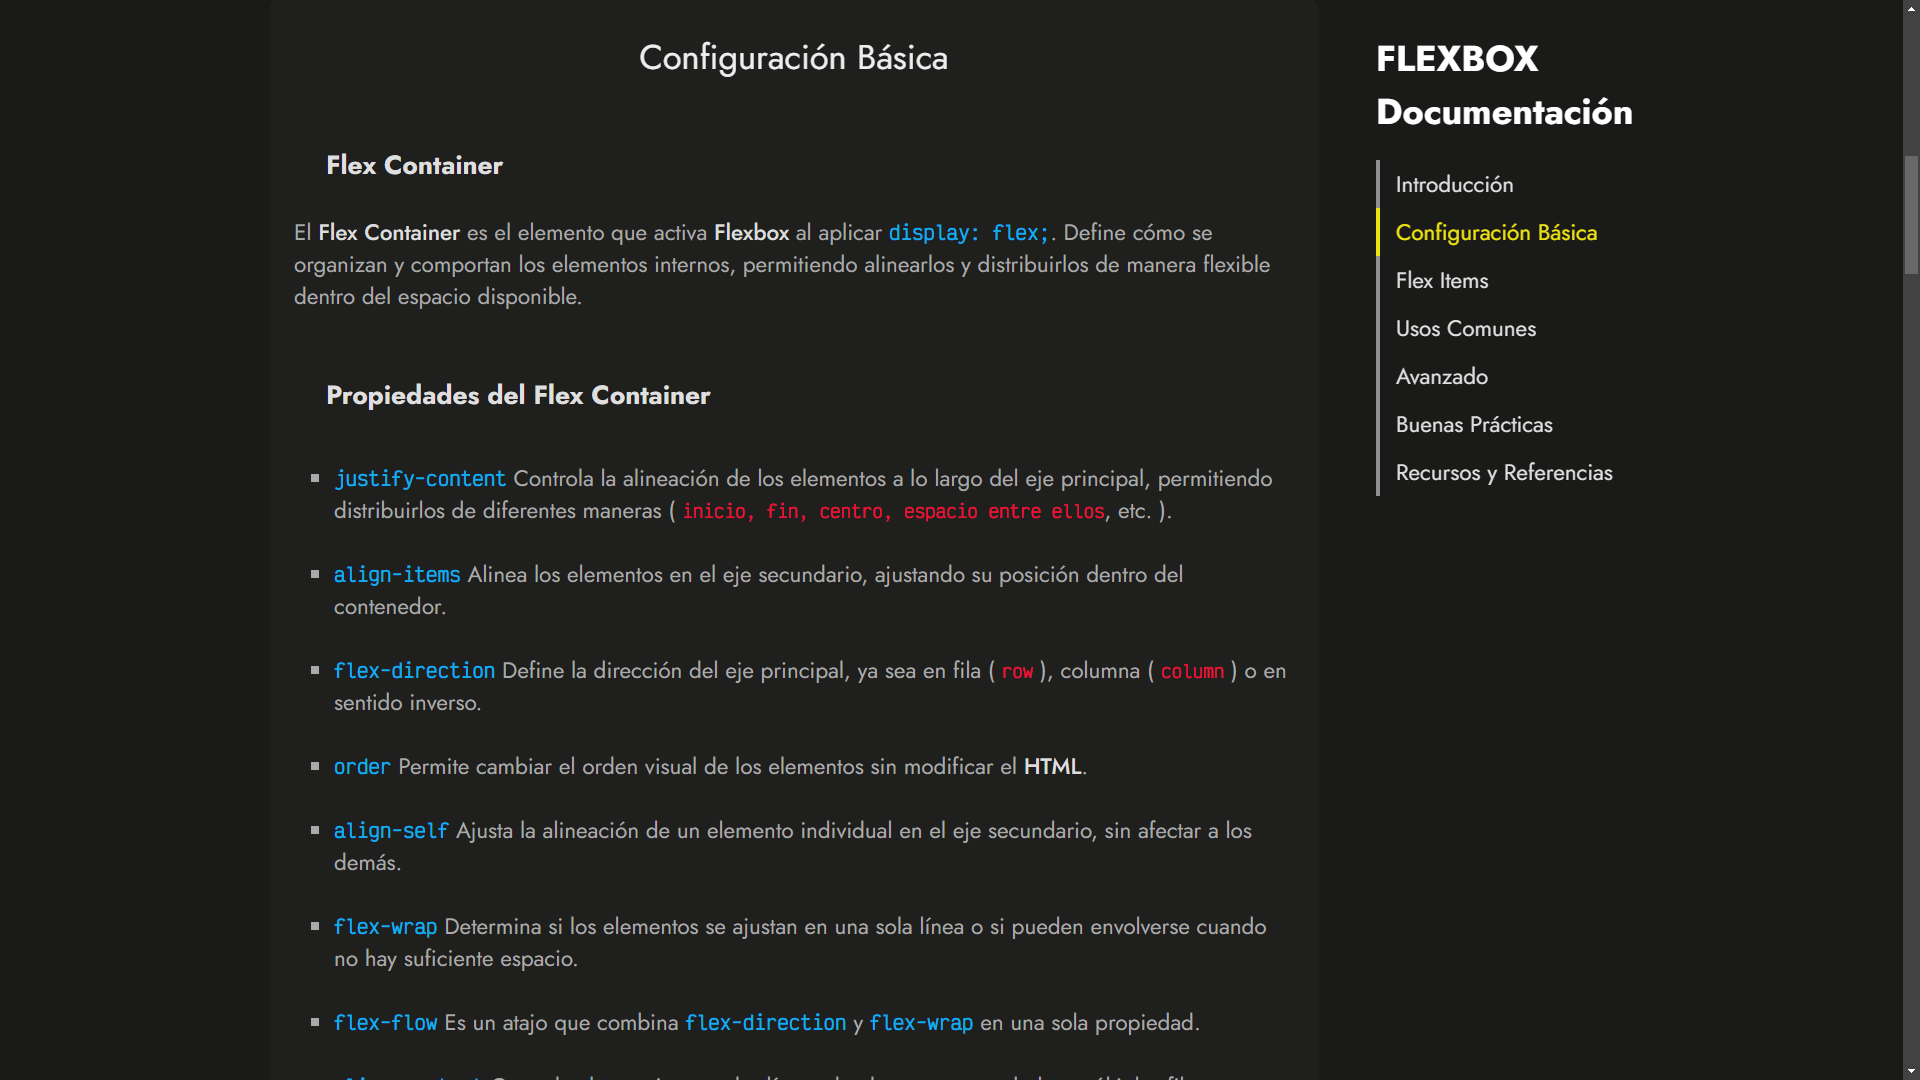 Configuración Básica
Flex Container
El Flex Container es el elemento que activa Flexbox al aplicar display: flex;. Define cómo se
organizan y comportan los elementos internos, permitiendo alinearlos y distribuirlos de manera flexible
dentro del espacio disponible.
Propiedades del Flex Container
justify-content Controla la alineación de los elementos a lo largo del eje principal, permitiendo
distribuirlos de diferentes maneras ( inicio, fin, centro, espacio entre ellos, etc. ).
align-items Alinea los elementos en el eje secundario, ajustando su posición dentro del
contenedor.
flex-direction Define la dirección del eje principal, ya sea en fila ( row ), columna ( column ) o en
sentido inverso.
order Permite cambiar el orden visual de los elementos sin modificar el HTML.
align-self Ajusta la alineación de un elemento individual en el eje secundario, sin afectar a los
demás.
flex-wrap Determina si los elementos se ajustan en una sola línea o si pueden envolverse cuando
no hay suficiente espacio.
flex-flow Es un atajo que combina flex-direction y flex-wrap en una sola propiedad.
FLEXBOX
Documentación
Introducción
Configuración Básica
Flex Items
Usos Comunes
Avanzado
Buenas Prácticas
Recursos y Referencias